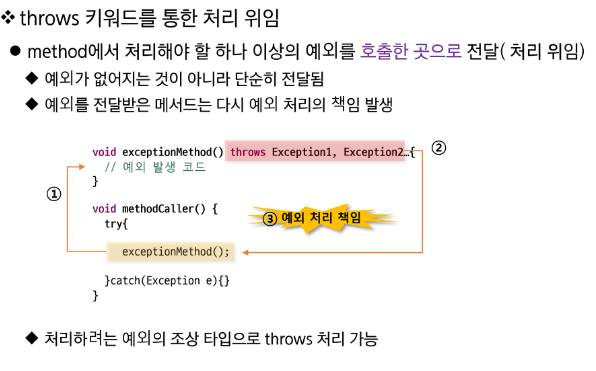 ❖ throws 키워드를 통한 처리 위임
● method에서 처리해야 할 하나 이상의 예외를 호출한 곳으로 전달( 처리 위임)
◆ 예외가 없어지는 것이 아니라 단순히 전달됨
◆ 예외를 전달받은 메서드는 다시 예외 처리의 책임 발생
void exceptionMethod() throws Exception1, Exception2…{ ②
// 예외 발생 코드
}
①
void methodCaller() {
③ 예외 처리 책임
try{
exceptionMethod();
}catch(Exception e){}
}
◆ 처리하려는 예외의 조상 타입으로 throws 처리 가능